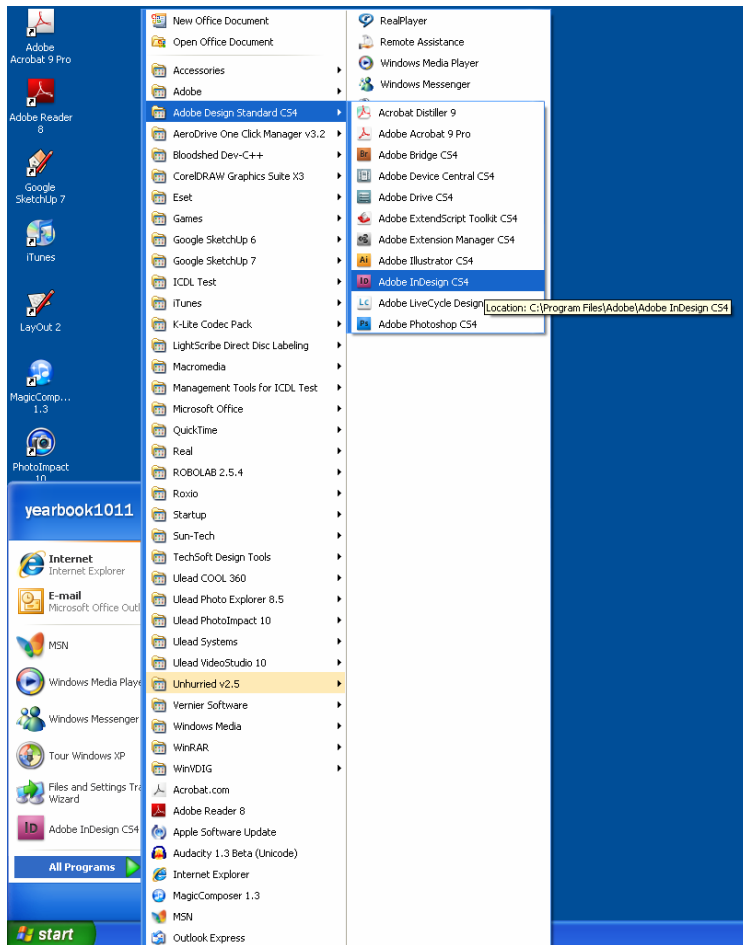 Adobe
Acrobat 9 Pro
Adobe Reader
8
Google
SketchUp 7
iTunes
LayOut 2
MagicComp...
1.3
PhotoImpact
10
yearbook1011
Internet
Internet Explorer
E-mail
Microsoft Office Outl
MSN
Windows Media Playe
Windows Messenger
Tour Windows XP
Files and Settings Tra
Wizard
Adobe InDesign CS4
All Programs
start
New Office Document
Open Office Document
Accessories
Adobe
Adobe Design Standard CS4
AeroDrive One Click Manager v3.2
Bloodshed Dev-C++
CorelDRAW Graphics Suite X3
Eset
Games
Google SketchUp 6
Google SketchUp 7
ICDL Test
iTunes
K-Lite Codec Pack
LightScribe Direct Disc Labeling
Macromedia
Management Tools for ICDL Test
Microsoft Office
QuickTime
Real
ROBOLAB 2.5.4
Roxio
Startup
Sun-Tech
TechSoft Design Tools
Ulead COOL 360
Ulead Photo Explorer 8.5
Ulead PhotoImpact 10
Ulead Systems
Ulead VideoStudio 10
Unhurried v2.5
Vernier Software
Windows Media
WinRAR
WinVDIG
Acrobat.com
Adobe Reader 8
Apple Software Update
Audacity 1.3 Beta (Unicode)
Internet Explorer
MagicComposer 1.3
MSN
Outlook Express
RealPlayer
Remote Assistance
Windows Media Player
Windows Messenger
Acrobat Distiller 9
Adobe Acrobat 9 Pro
Br Adobe Bridge CS4
Adobe Device Central CS4
Adobe Drive CS4
Adobe ExtendScript Toolkit CS4
Adobe Extension Manager CS4
Ai Adobe Illustrator CS4
ID Adobe InDesign CS4
LC Adobe LiveCycle Design
Location: C:\Program Files\Adobe\Adobe InDesign CS4
Ps Adobe Photoshop CS4